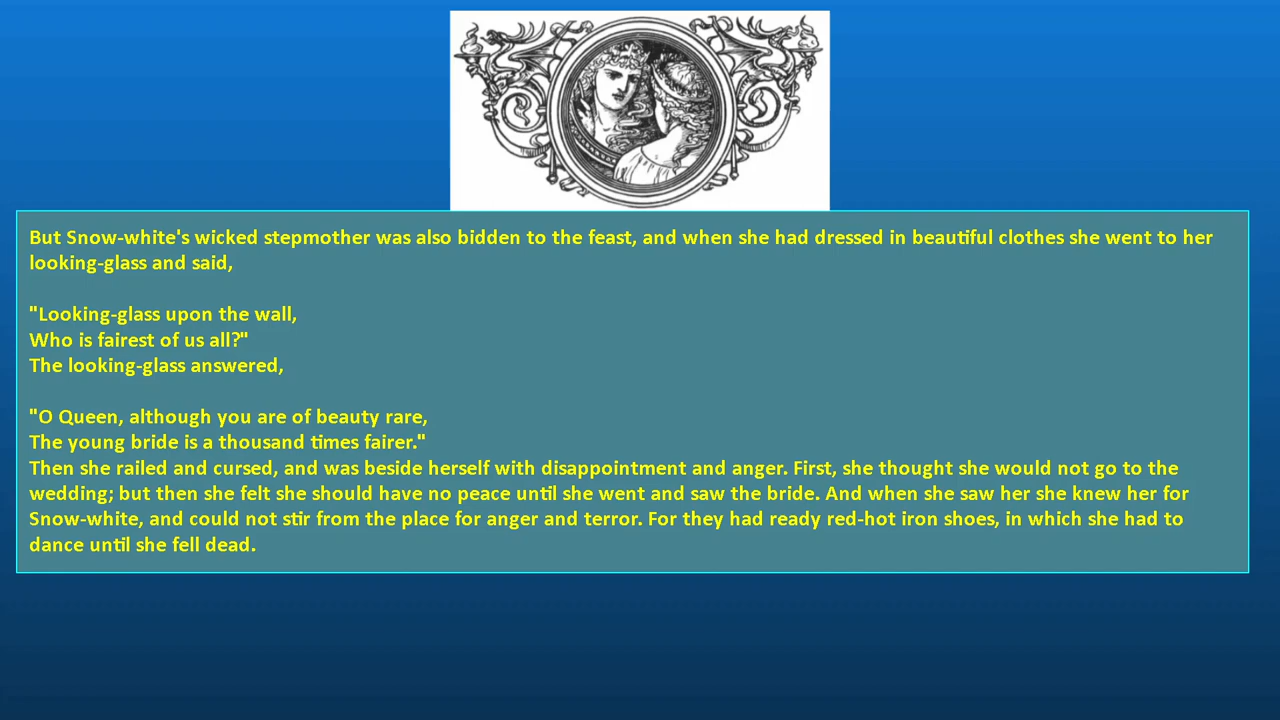 But Snow-white's wicked stepmother was also bidden to the feast, and when she had dressed in beautiful clothes she went to her
looking-glass and said,
"Looking-glass upon the wall,
Who is fairest of us all?"
The looking-glass answered,
"O Queen, although you are of beauty rare,
The young bride is a thousand times fairer."
Then she railed and cursed, and was beside herself with disappointment and anger. First, she thought she would not go to the
wedding; but then she felt she should have no peace until she went and saw the bride. And when she saw her she knew her for
Snow-white, and could not stir from the place for anger and terror. For they had ready red-hot iron shoes, in which she had to
dance until she fell dead.